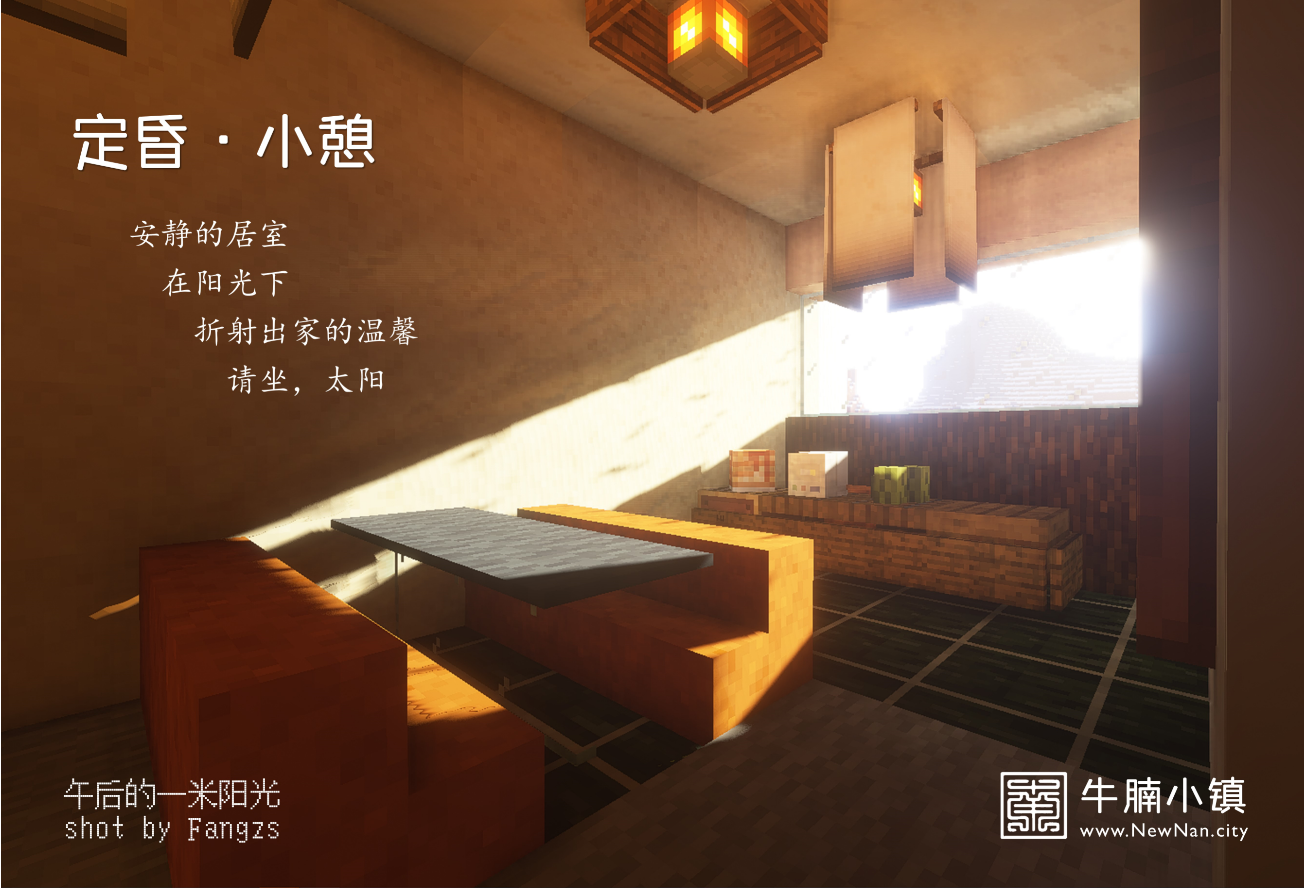 定昏·小憩
安静的居室
在阳光下
折射出家的温馨
请坐，太阳
午后的一米阳光
shot by Fangzs
牛腩小镇
www.NewNan.city